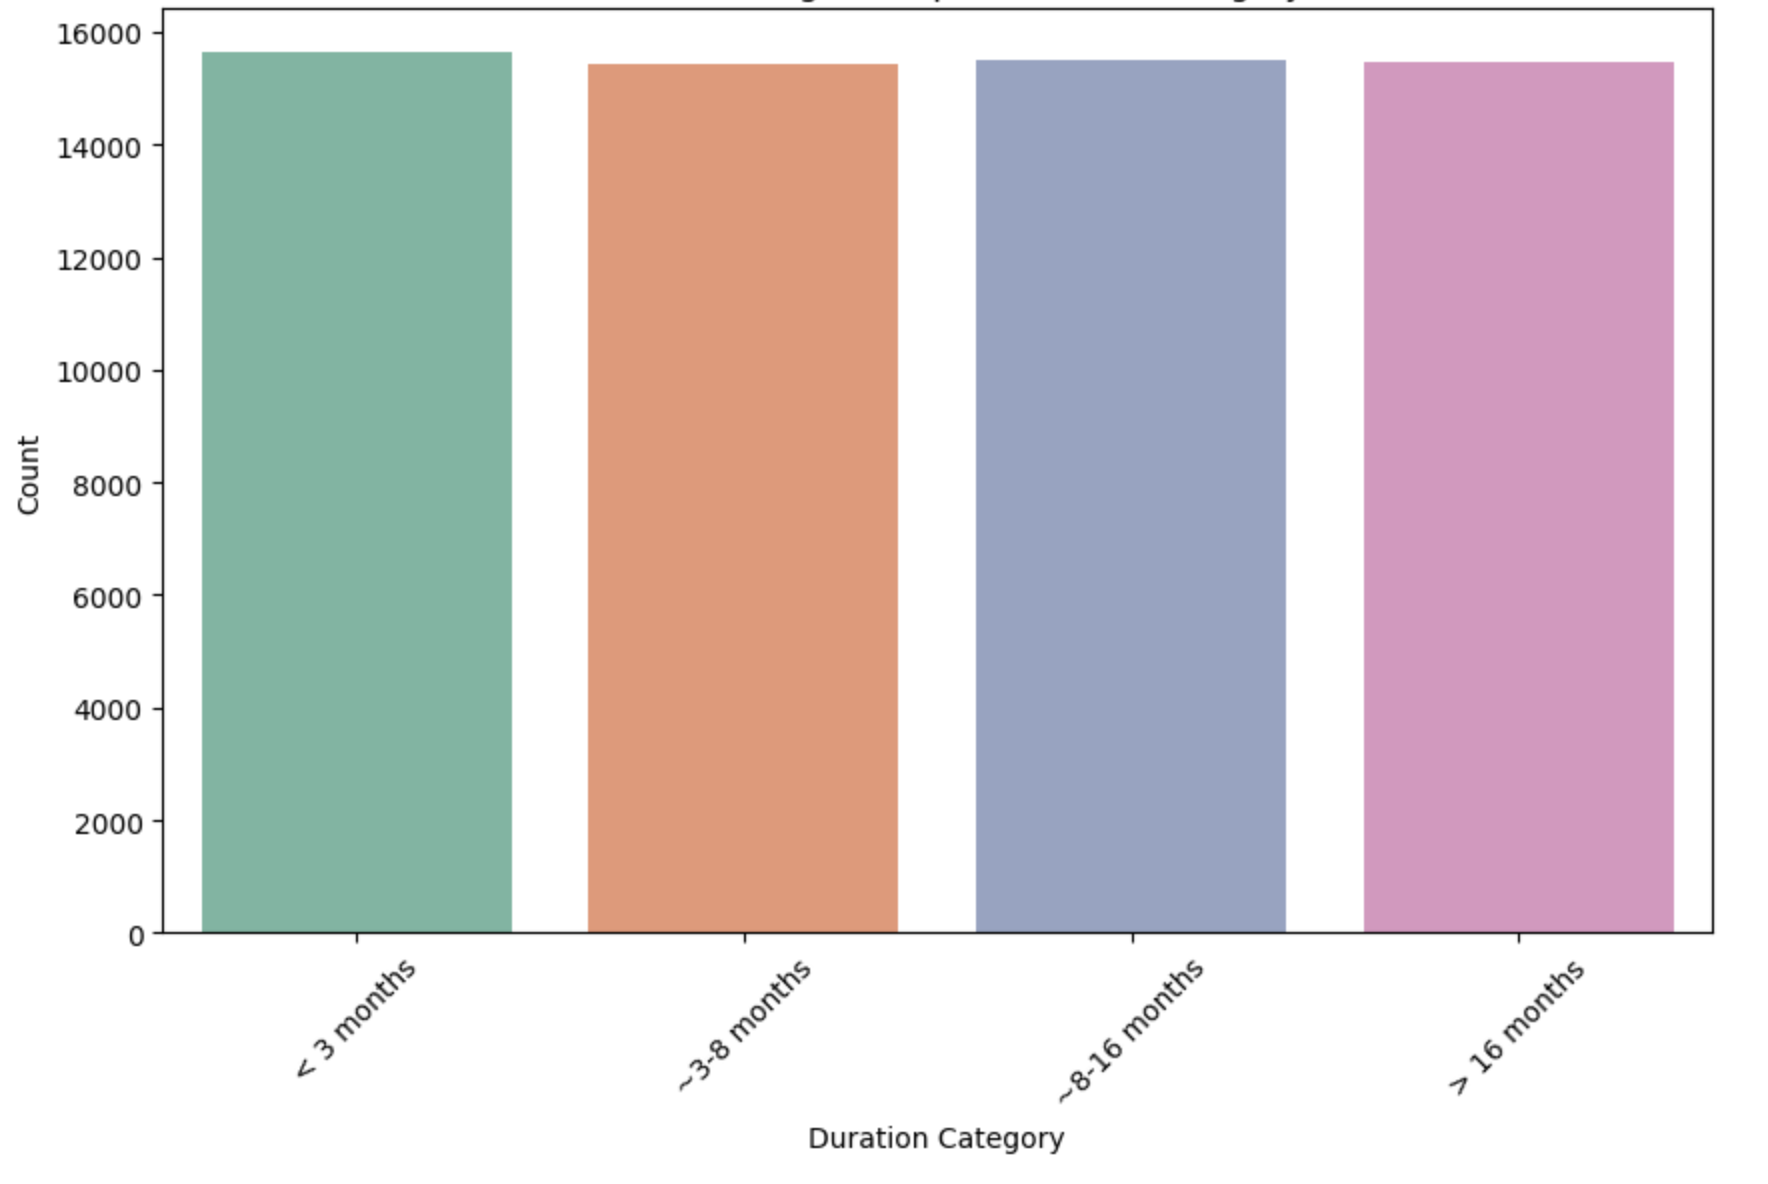 16000
14000
12000
10000
8000
6000
4000
2000
0
Count
< 3 months
~3-8 months
~8-16 months
> 16 months
Duration Category